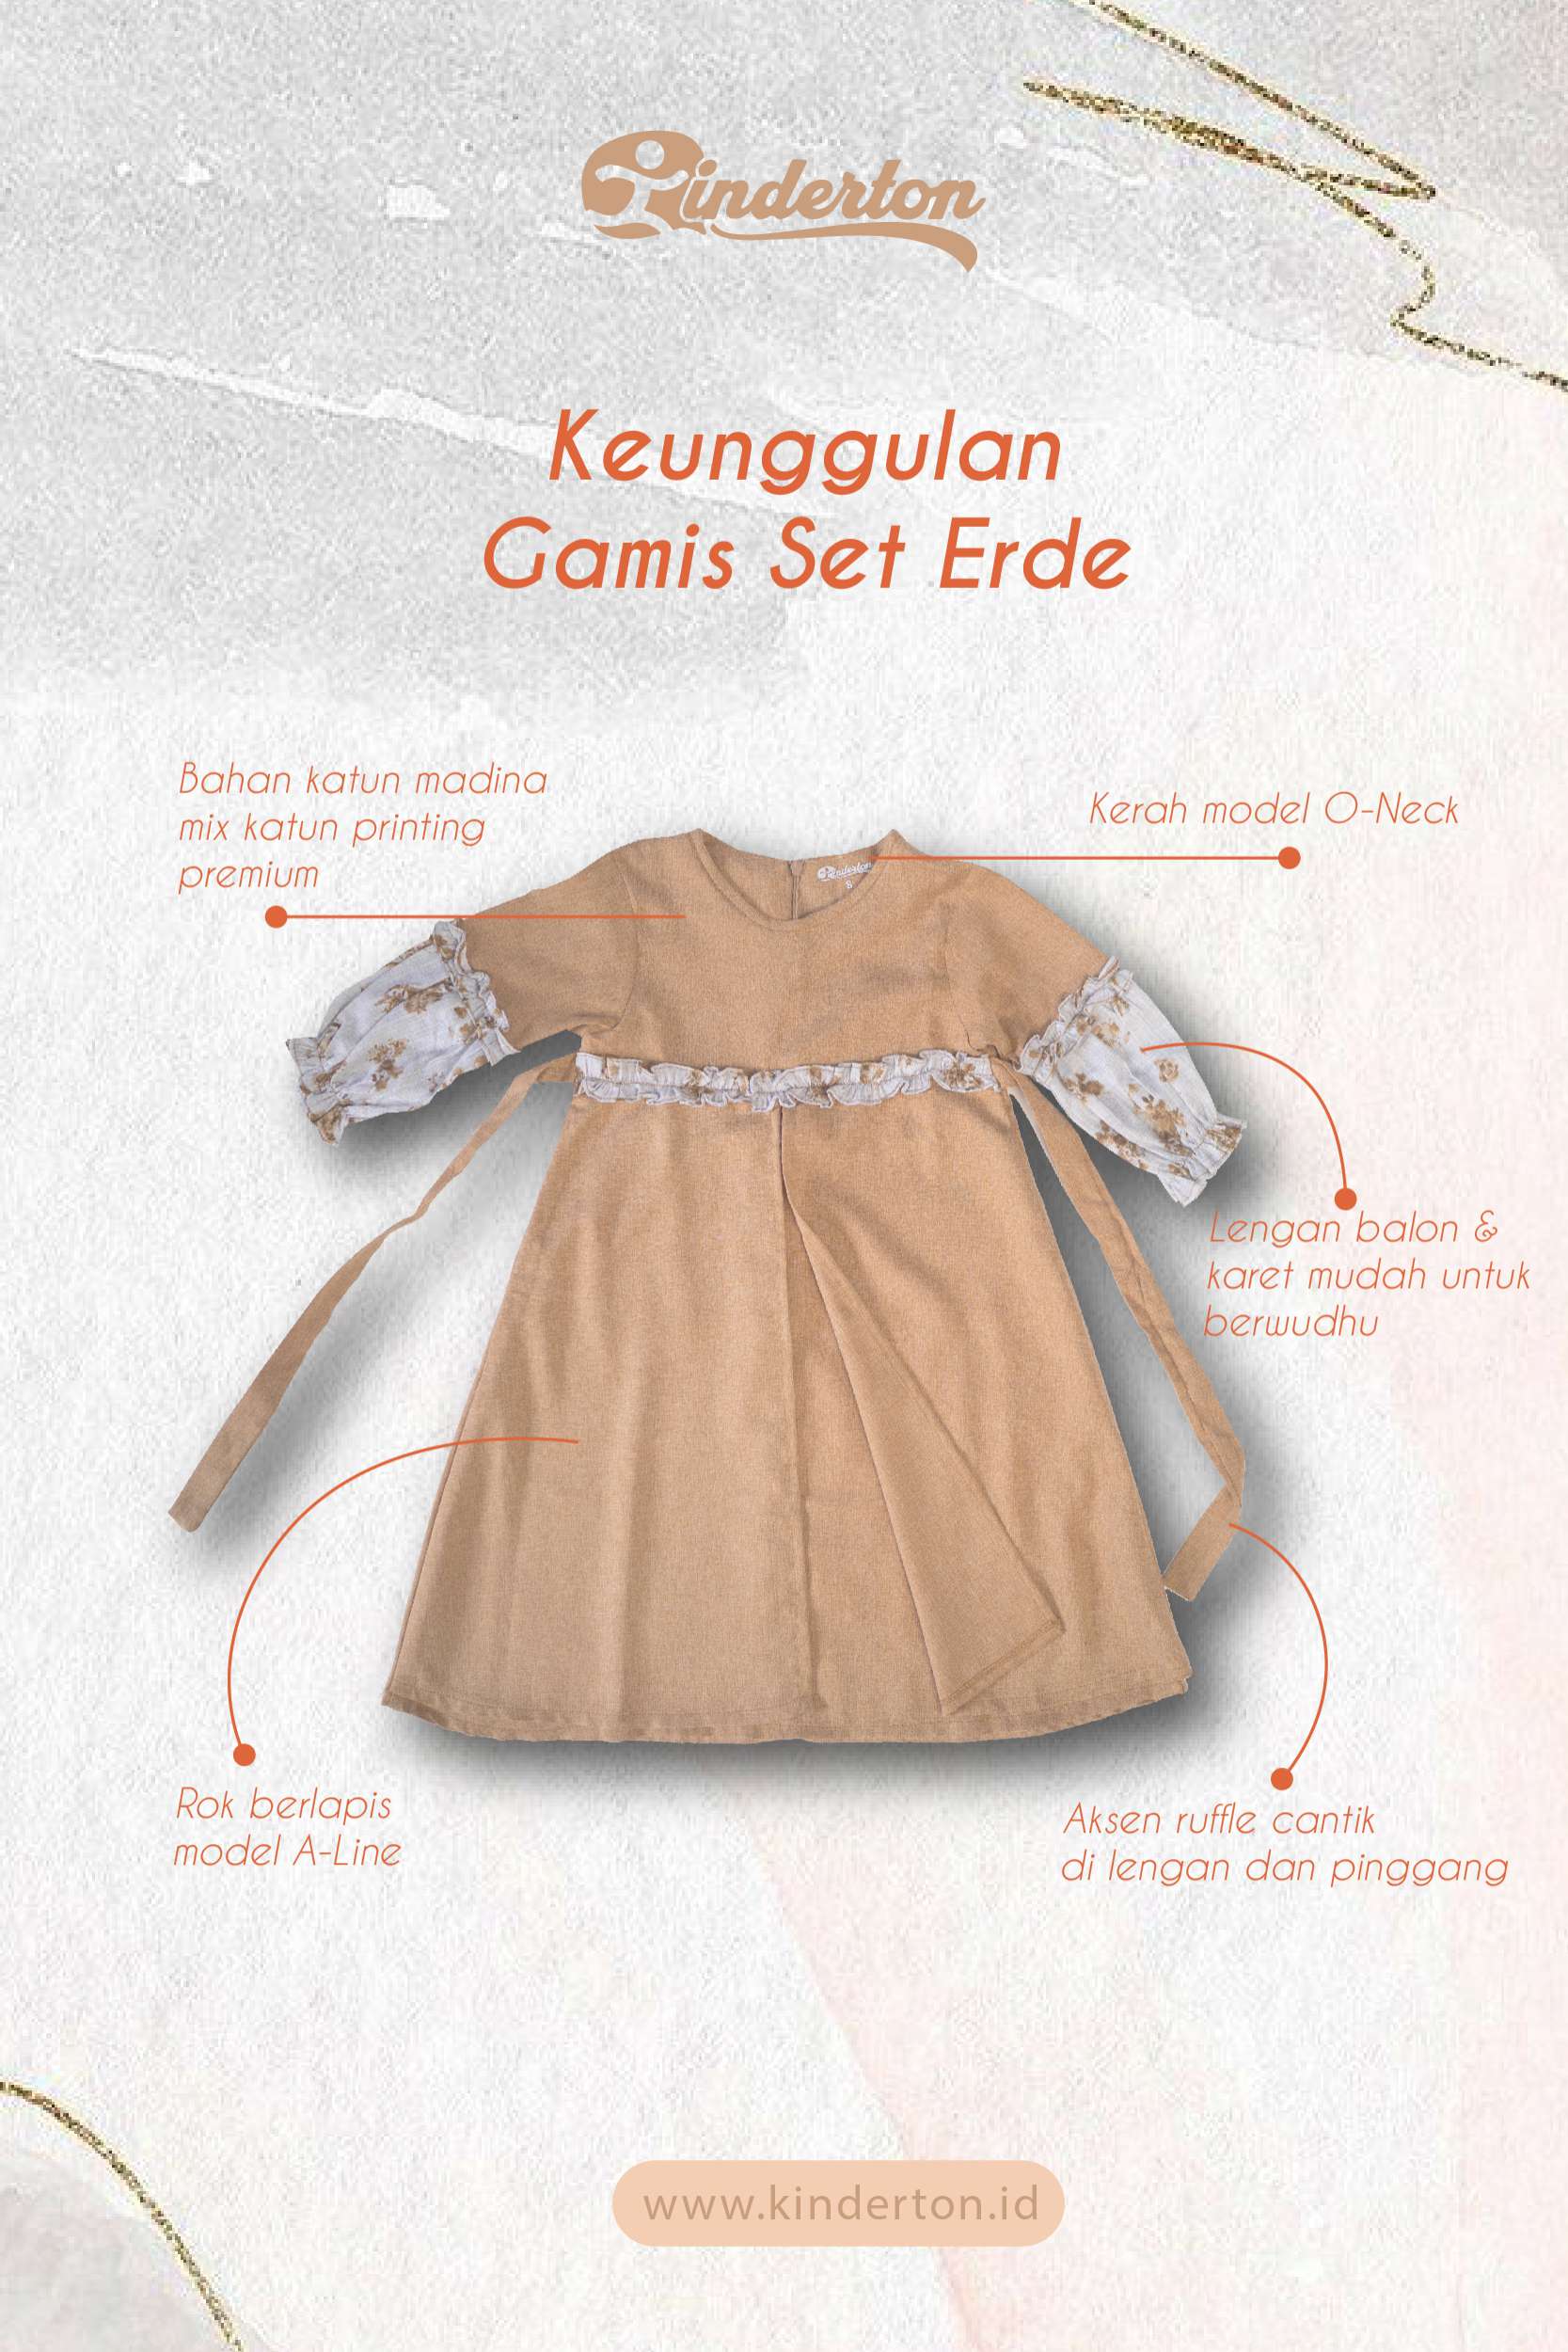 Kinderton
Keunggulan
Gamis Set Erde
Bahan katun madina
mix katun printing
premium
Kerah model O-Neck
Kinderton
S
Lengan balon &
karet mudah untuk
berwudhu
Rok berlapis
model A-Line
Aksen ruffle cantik
di lengan dan pinggang
www.kinderton.id